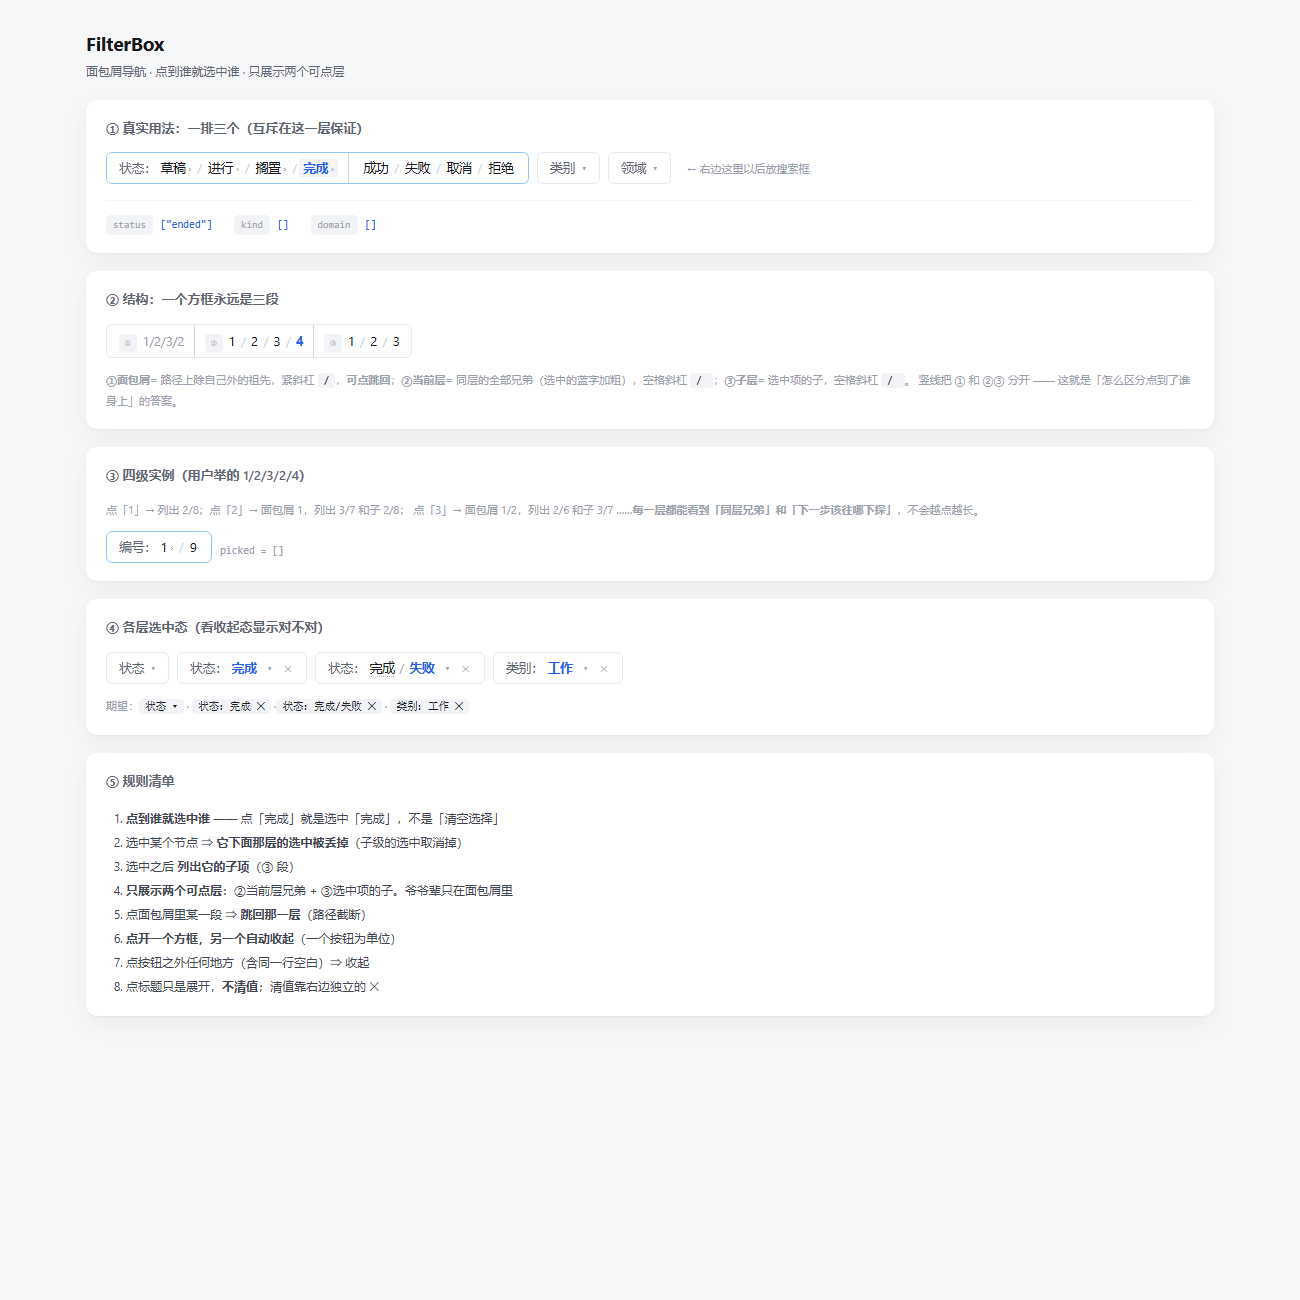 FilterBox
面包屑导航 · 点到谁就选中谁 · 只展示两个可点层
① 真实用法：一排三个（互斥在这一层保证）
状态： 草稿 › / 进行 › / 搁置 › / 完成 › 成功 / 失败 / 取消 / 拒绝 类别 ▾ 领域 ▾ ← 右边这里以后放搜索框
status ["ended"] kind [] domain []
② 结构：一个方框永远是三段
① 1/2/3/2 ② 1 / 2 / 3 / 4 ③ 1 / 2 / 3
①面包屑= 路径上除自己外的祖先，紧斜杠 / ，可点跳回；②当前层= 同层的全部兄弟（选中的蓝字加粗），空格斜杠 / ；③子层= 选中项的子，空格斜杠 / 。 竖线把 ① 和 ②③ 分开 —— 这就是「怎么区分点到了谁
身上」的答案。
③ 四级实例（用户举的 1/2/3/2/4）
点「1」→ 列出 2/8；点「2」→ 面包屑 1，列出 3/7 和子 2/8； 点「3」→ 面包屑 1/2，列出 2/6 和子 3/7 ……每一层都能看到「同层兄弟」和「下一步该往哪下探」，不会越点越长。
编号： 1 › / 9 picked = []
④ 各层选中态（看收起态显示对不对）
状态 ▾ 状态： 完成 ▾ × 状态： 完成 / 失败 ▾ × 类别： 工作 ▾ ×
期望： 状态 ▾ · 状态：完成 ✕ · 状态：完成/失败 ✕ · 类别：工作 ✕
⑤ 规则清单
1. 点到谁就选中谁 —— 点「完成」就是选中「完成」，不是「清空选择」
2. 选中某个节点 ⇒ 它下面那层的选中被丢掉（子级的选中取消掉）
3. 选中之后 列出它的子项（③ 段）
4. 只展示两个可点层：②当前层兄弟 + ③选中项的子。爷爷辈只在面包屑里
5. 点面包屑里某一段 ⇒ 跳回那一层（路径截断）
6. 点开一个方框，另一个自动收起（一个按钮为单位）
7. 点按钮之外任何地方（含同一行空白）⇒ 收起
8. 点标题只是展开，不清值；清值靠右边独立的 ✕